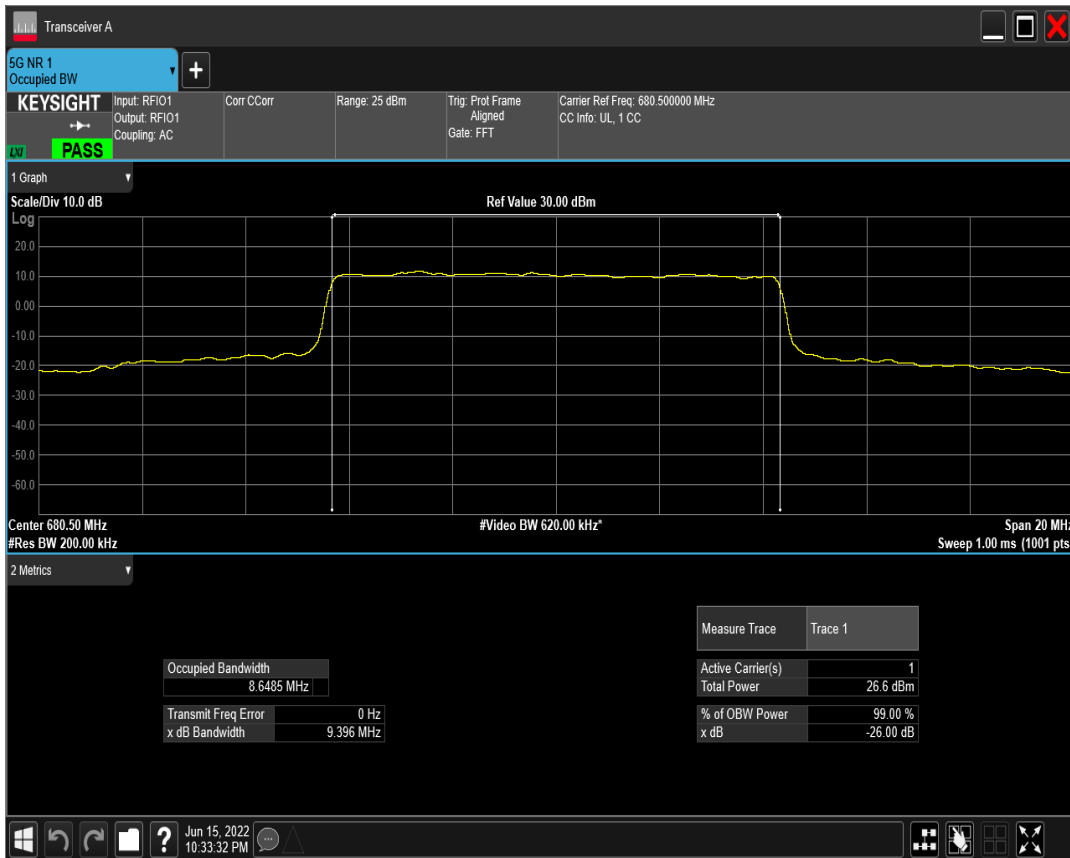 Transceiver A
5G NR 1
Occupied BW
KEYSIGHT
LXI
PASS
Input: RFIO1
Output: RFIO1
Coupling: AC
Corr CCorr
Range: 25 dBm
Trig: Prot Frame
Aligned
Gate: FFT
Carrier Ref Freq: 680.500000 MHz
CC Info: UL, 1 CC
1 Graph
Scale/Div 10.0 dB
Ref Value 30.00 dBm
Log
20.0
10.0
0.00
-10.0
-20.0
-30.0
-40.0
-50.0
-60.0
Center 680.50 MHz
#Video BW 620.00 kHz*
Span 20 MHz
#Res BW 200.00 kHz
Sweep 1.00 ms (1001 pts
2 Metrics
Measure Trace Trace 1
Occupied Bandwidth
8.6485 MHz
Active Carrier(s) 1
Total Power 26.6 dBm
Transmit Freq Error 0 Hz
x dB Bandwidth 9.396 MHz
% of OBW Power 99.00 %
x dB -26.00 dB
Jun 15, 2022
10:33:32 PM